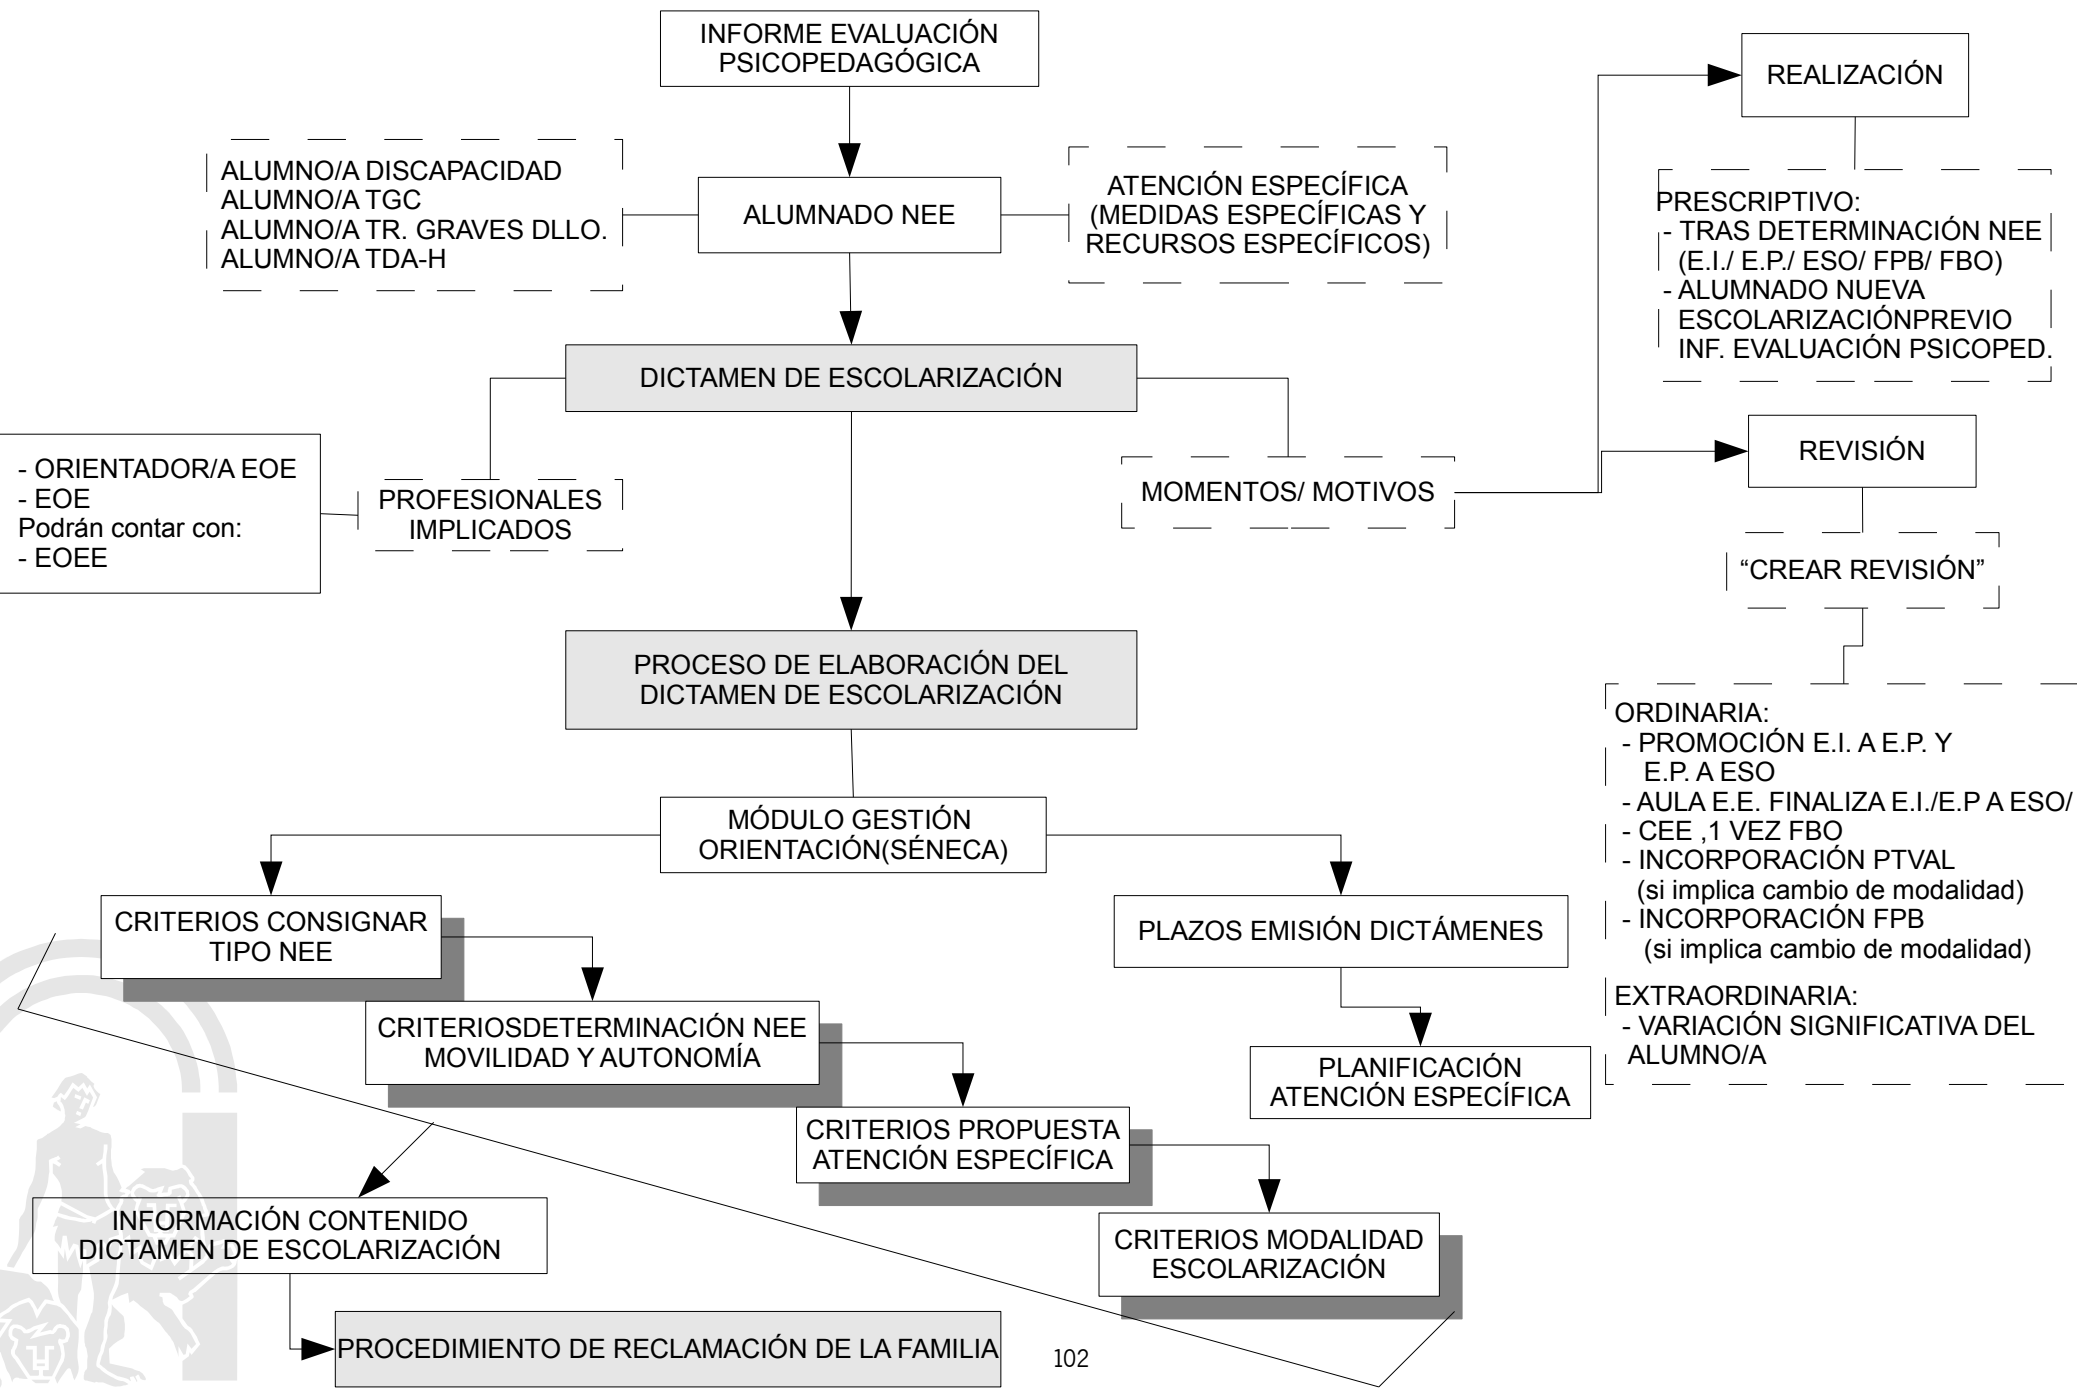 INFORME EVALUACIÓN
PSICOPEDAGÓGICA
REALIZACIÓN
ALUMNO/A DISCAPACIDAD
ALUMNO/A TGC
ALUMNO/A TR. GRAVES DLLO.
ALUMNO/A TDA-H
ALUMNADO NEE
ATENCIÓN ESPECÍFICA
(MEDIDAS ESPECÍFICAS Y
RECURSOS ESPECÍFICOS)
PRESCRIPTIVO:
- TRAS DETERMINACIÓN NEE
(E.I./ E.P./ ESO/ FPB/ FBO)
- ALUMNADO NUEVA
ESCOLARIZACIÓNPREVIO
INF. EVALUACIÓN PSICOPED.
DICTAMEN DE ESCOLARIZACIÓN
- ORIENTADOR/A EOE
- EOE
Podrán contar con:
- EOEE
PROFESIONALES
IMPLICADOS
MOMENTOS/ MOTIVOS
REVISIÓN
“CREAR REVISIÓN”
PROCESO DE ELABORACIÓN DEL
DICTAMEN DE ESCOLARIZACIÓN
ORDINARIA:
- PROMOCIÓN E.I. A E.P. Y
E.P. A ESO
- AULA E.E. FINALIZA E.I./E.P A ESO/
- CEE ,1 VEZ FBO
- INCORPORACIÓN PTVAL
(si implica cambio de modalidad)
- INCORPORACIÓN FPB
(si implica cambio de modalidad)
EXTRAORDINARIA:
- VARIACIÓN SIGNIFICATIVA DEL
ALUMNO/A
MÓDULO GESTIÓN
ORIENTACIÓN(SÉNECA)
CRITERIOS CONSIGNAR
TIPO NEE
PLAZOS EMISIÓN DICTÁMENES
CRITERIOSDETERMINACIÓN NEE
MOVILIDAD Y AUTONOMÍA
PLANIFICACIÓN
ATENCIÓN ESPECÍFICA
CRITERIOS PROPUESTA
ATENCIÓN ESPECÍFICA
INFORMACIÓN CONTENIDO
DICTAMEN DE ESCOLARIZACIÓN
CRITERIOS MODALIDAD
ESCOLARIZACIÓN
PROCEDIMIENTO DE RECLAMACIÓN DE LA FAMILIA
102